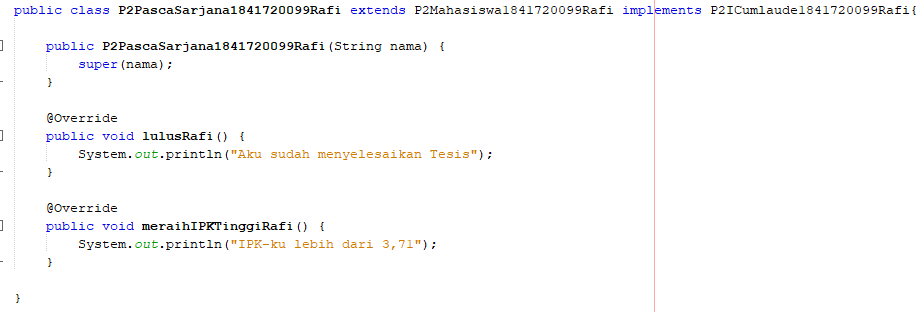 public class P2PascaSarjana1841720099Rafi extends P2Mahasiswa1841720099Rafi implements P2ICumlaude1841720099Rafi{
public P2PascaSarjana1841720099Rafi(String nama) {
super(nama);
}
@Override
public void lulusRafi() {
System.out.println("Aku sudah menyelesaikan Tesis");
}
@Override
public void meraihIPKTinggiRafi() {
System.out.println("IPK-ku lebih dari 3,71");
}
}